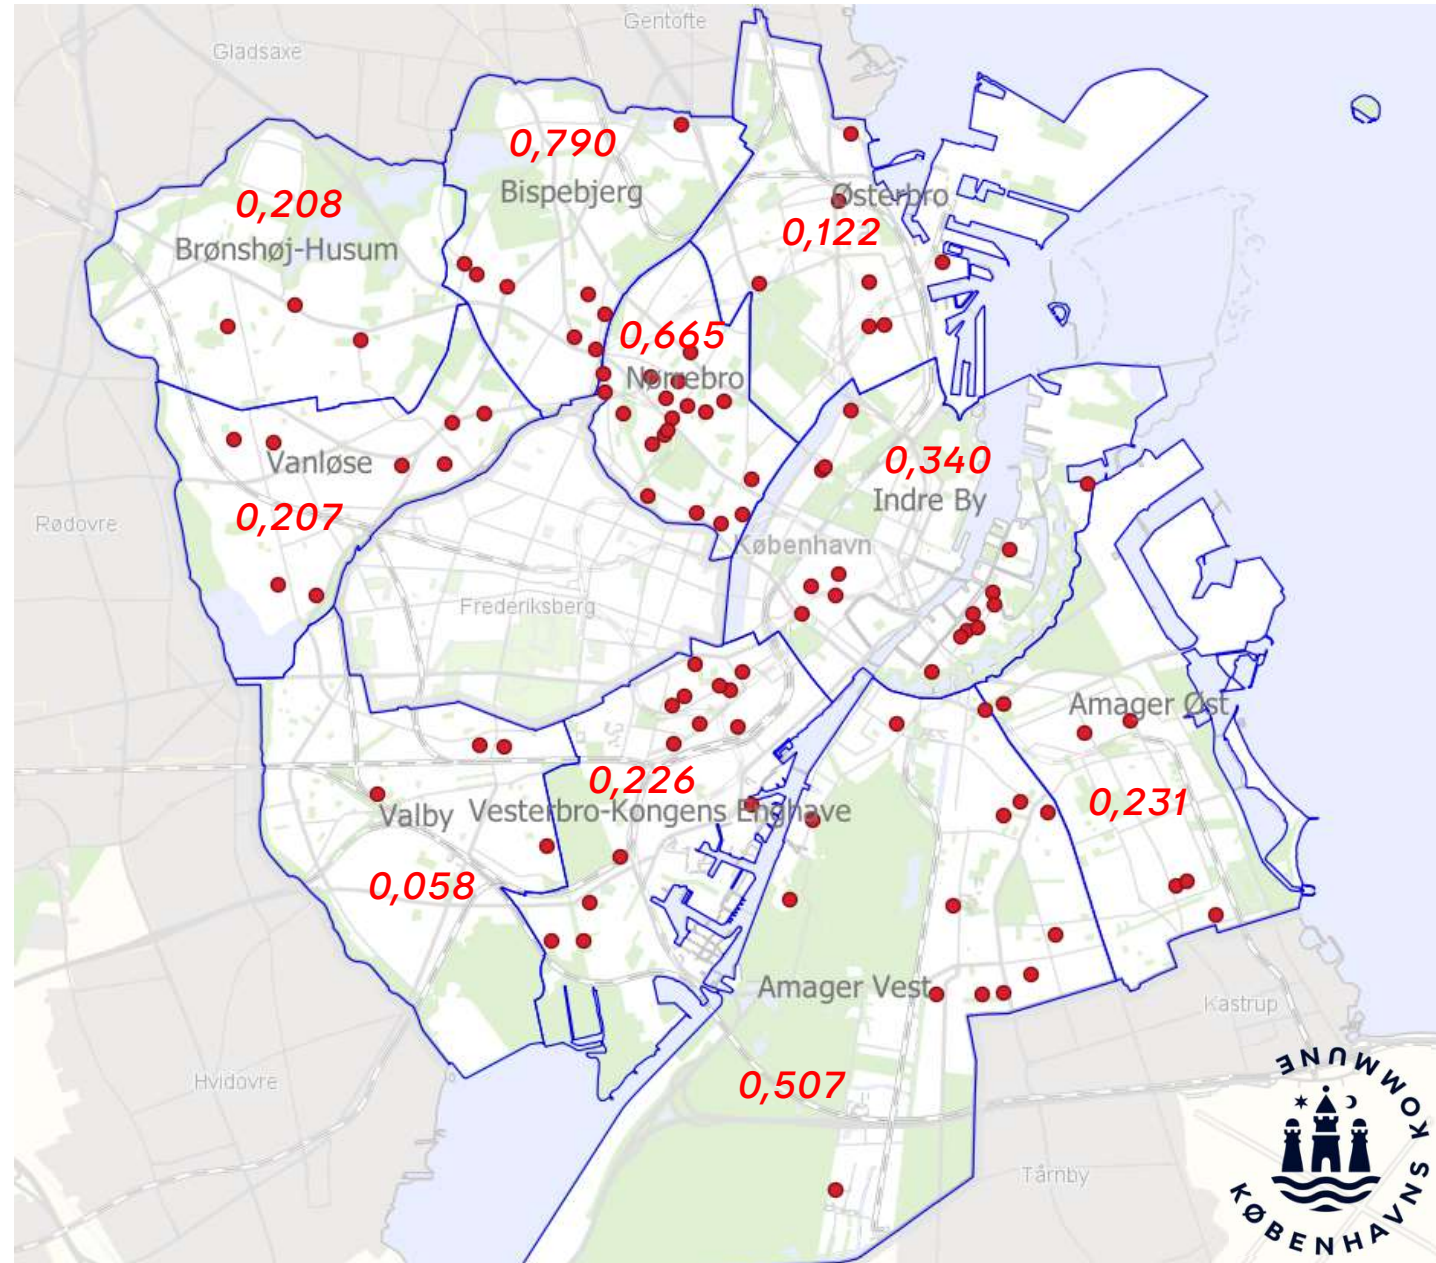 Gentofte
Gladsaxe
0,790
Bispebjerg
0,208
Brønshøj-Husum
Østerbro
0,122
0,665
Nørrebro
Vanløse
0,207
0,340
Indre By
Rødovre
København
Frederiksberg
Amager Øst
0,231
0,226
Vesterbro-Kongens Enghave
Valby
0,058
Amager Vest
0,507
Kastrup
Hvidovre
Tårnby
KØBENHAVNS KOMMUNE